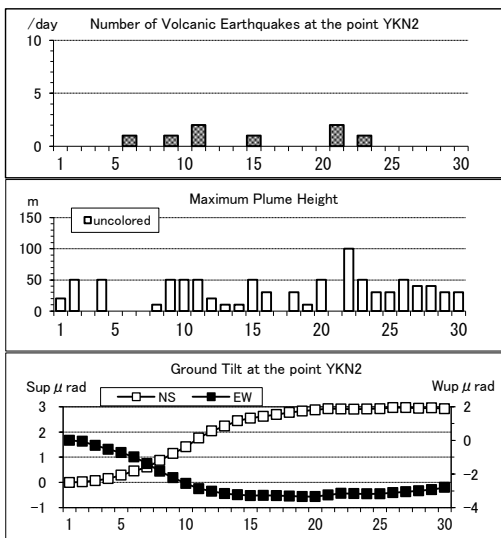 /day Number of Volcanic Earthquakes at the point YKN2
10
5
0
1 5 10 15 20 25 30
m Maximum Plume Height
150
uncolored
100
50
0
1 5 10 15 20 25 30
Ground Tilt at the point YKN2
Sup μ rad Wup μ rad
NS EW
3 2
2 0
1
0 -2
-1 -4
1 5 10 15 20 25 30